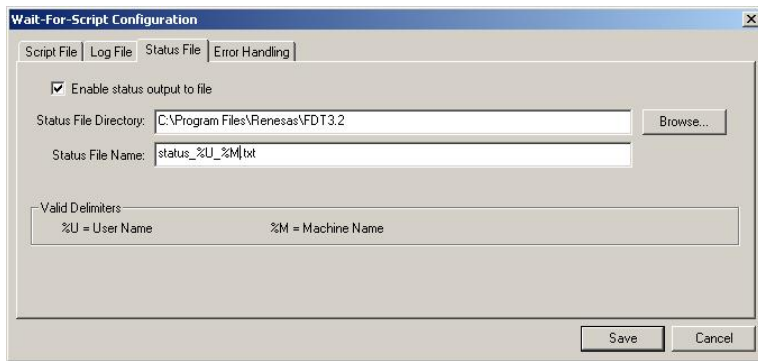 Wait-For-Script Configuration
Script File Log File Status File Error Handling
Enable status output to file
Status File Directory: C:\Program Files\Renesas\FDT3.2 Browse...
Status File Name: status_%U_%M.txt
Valid Delimiters
%U = User Name %M = Machine Name
Save Cancel